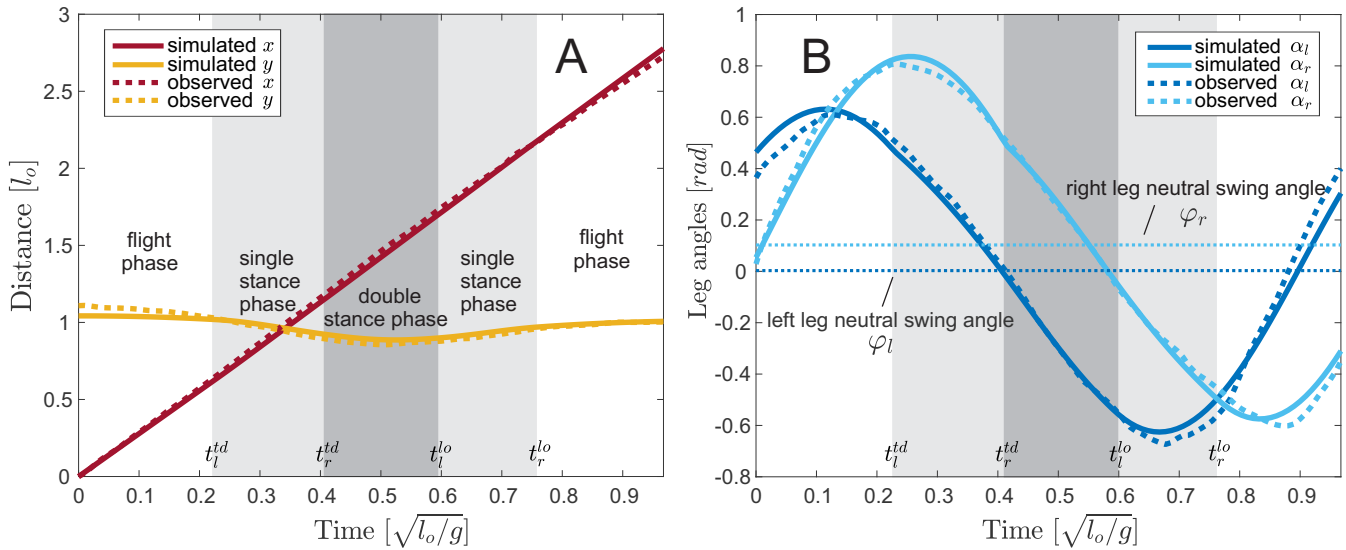 3
2.5
2
1.5
1
0.5
0
Distance [l_o]
simulated x
simulated y
observed x
observed y
A
flight
phase
single
stance
phase
double
stance phase
single
stance
phase
flight
phase
t_l^{td}
t_r^{td}
t_l^{lo}
t_r^{lo}
0 0.1 0.2 0.3 0.4 0.5 0.6 0.7 0.8 0.9
Time [√l_o/g]
1
0.8
0.6
0.4
0.2
0
-0.2
-0.4
-0.6
-0.8
Leg angles [rad]
B
simulated α_l
simulated α_r
observed α_l
observed α_r
right leg neutral swing angle
φ_r
left leg neutral swing angle
φ_l
t_l^{td}
t_r^{td}
t_l^{lo}
t_r^{lo}
0 0.1 0.2 0.3 0.4 0.5 0.6 0.7 0.8 0.9
Time [√l_o/g]